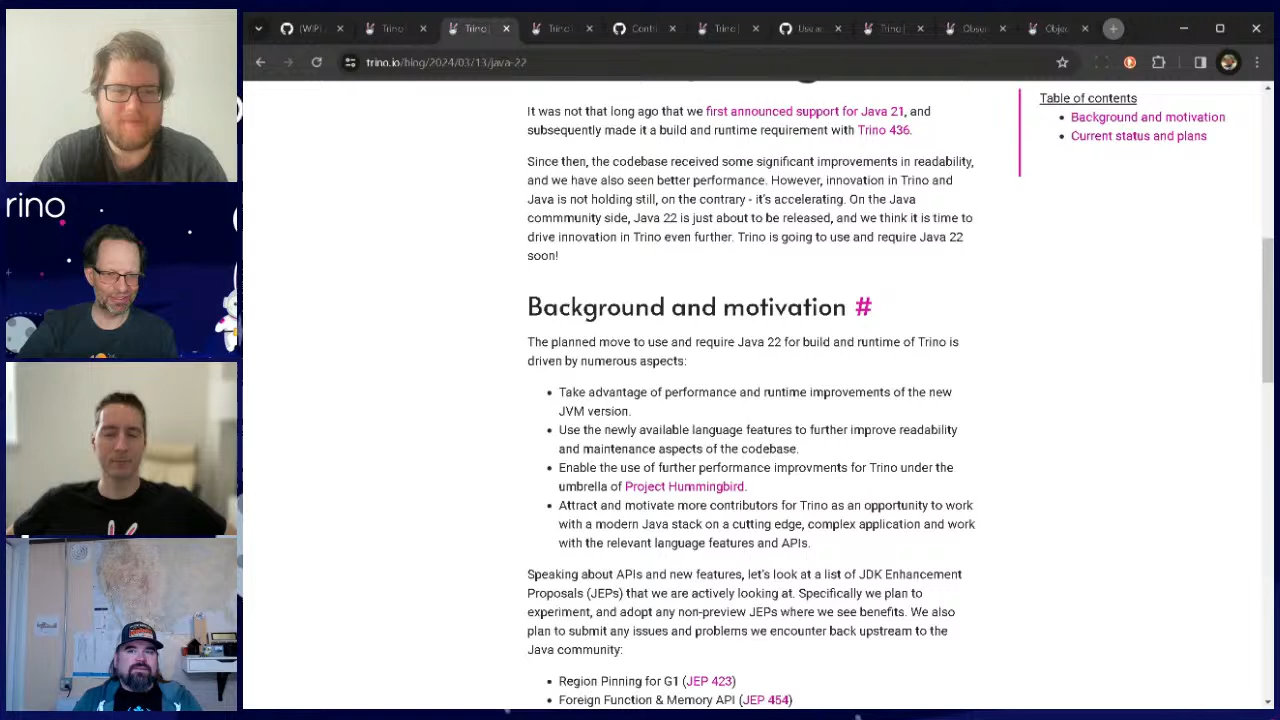 rino
(WIP)
Trino
Trino |
Trino |
Contri
Trino |
Use an
Trino |
Obser
Objec
trino.io/blog/2024/03/13/java-22
It was not that long ago that we first announced support for Java 21, and
subsequently made it a build and runtime requirement with Trino 436.
Since then, the codebase received some significant improvements in readability,
and we have also seen better performance. However, innovation in Trino and
Java is not holding still, on the contrary - it's accelerating. On the Java
commmunity side, Java 22 is just about to be released, and we think it is time to
drive innovation in Trino even further. Trino is going to use and require Java 22
soon!
Background and motivation #
The planned move to use and require Java 22 for build and runtime of Trino is
driven by numerous aspects:
• Take advantage of performance and runtime improvements of the new
JVM version.
• Use the newly available language features to further improve readability
and maintenance aspects of the codebase.
• Enable the use of further performance improvments for Trino under the
umbrella of Project Hummingbird.
• Attract and motivate more contributors for Trino as an opportunity to work
with a modern Java stack on a cutting edge, complex application and work
with the relevant language features and APIs.
Speaking about APIs and new features, let's look at a list of JDK Enhancement
Proposals (JEPs) that we are actively looking at. Specifically we plan to
experiment, and adopt any non-preview JEPs where we see benefits. We also
plan to submit any issues and problems we encounter back upstream to the
Java community:
• Region Pinning for G1 (JEP 423)
• Foreign Function & Memory API (JEP 454)
Table of contents
• Background and motivation
• Current status and plans